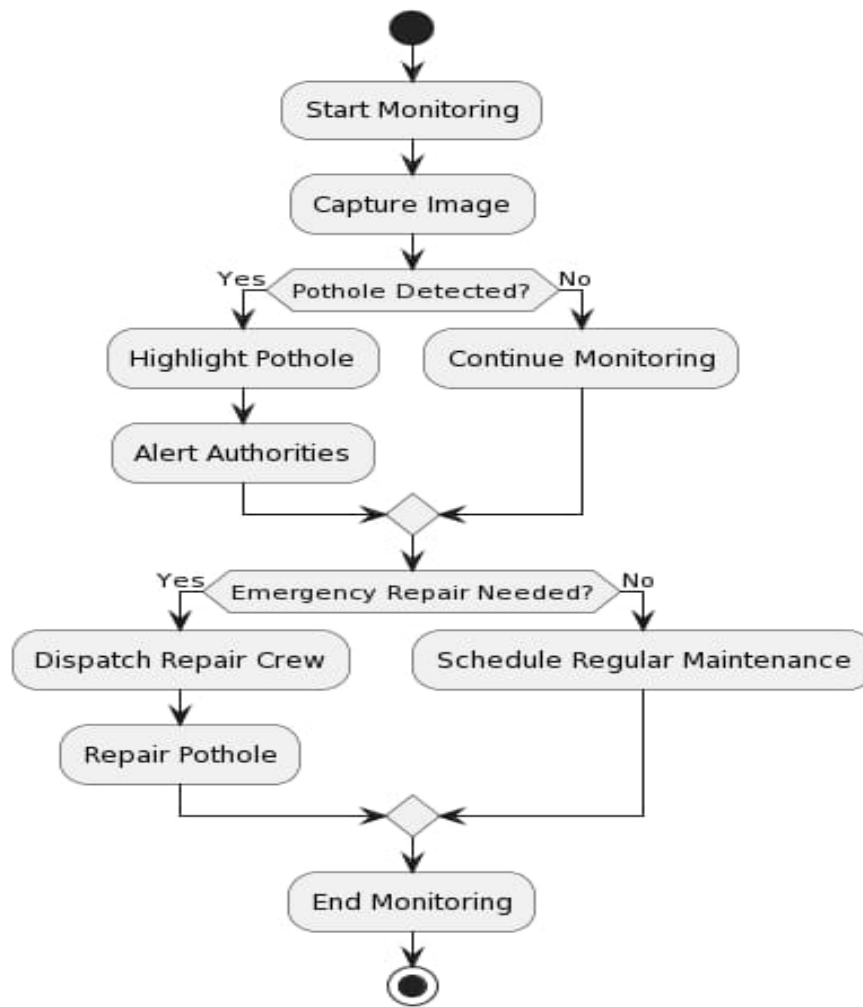 Start Monitoring
Capture Image
Yes
Pothole Detected?
No
Highlight Pothole
Continue Monitoring
Alert Authorities
Yes
Emergency Repair Needed?
No
Dispatch Repair Crew
Schedule Regular Maintenance
Repair Pothole
End Monitoring